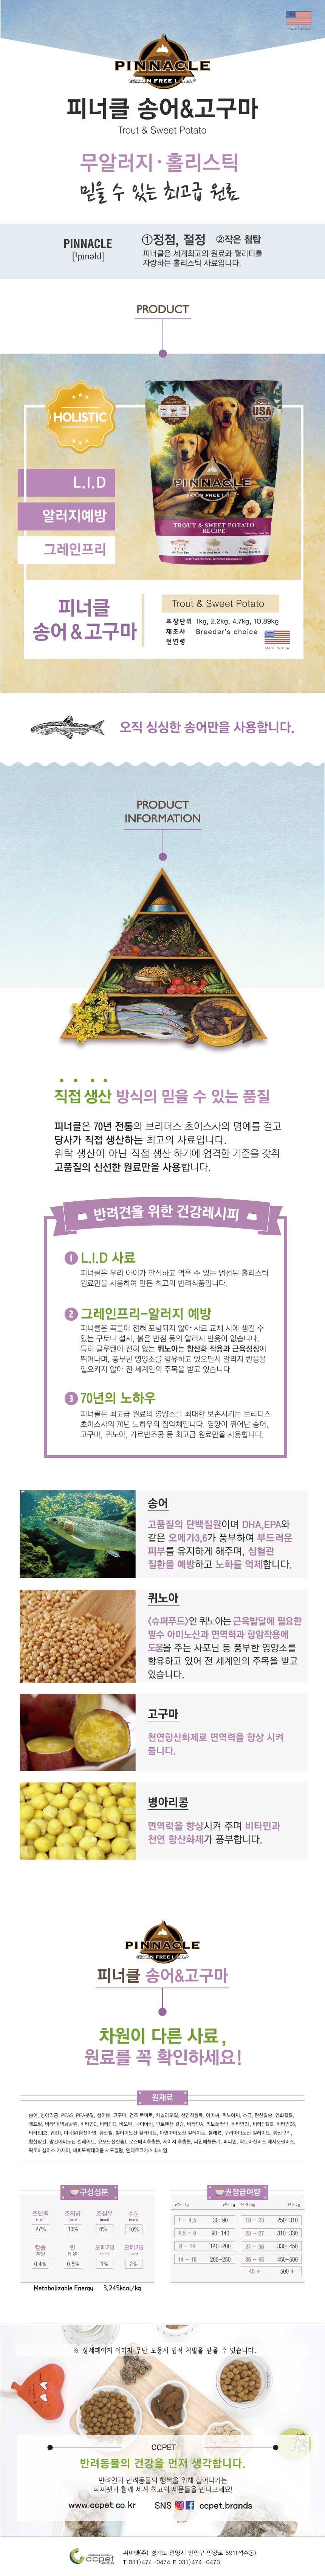 MADE IN USA
PINNACLE
GRAIN FREE L.I.D.
피너클 송어&고구마
Trout & Sweet Potato
무알러지·홀리스틱
믿을 수 있는 최고급 원료
PINNACLE
①정점, 절정 ②작은 첨탑
피너클은 세계최고의 원료와 퀄리티를
자랑하는 홀리스틱 사료입니다.
PRODUCT
HOLISTIC
L.I.D
알러지예방
그레인프리
USA
PINNACLE
GRAIN FREE L.I.D.
TROUT & SWEET POTATO
RECIPE
피너클
송어&고구마
Trout & Sweet Potato
포장단위 1kg, 2.2kg, 4.7kg, 10.89kg
제조사 Breeder's choice
전연령
MADE IN USA
오직 싱싱한 송어만을 사용합니다.
PRODUCT
INFORMATION
직접 생산 방식의 믿을 수 있는 품질
피너클은 70년 전통의 브리더스 초이스사의 명예를 걸고
당사가 직접 생산하는 최고의 사료입니다.
위탁 생산이 아닌 직접 생산 하기에 엄격한 기준을 갖춰
고품질의 신선한 원료만을 사용합니다.
반려견을 위한 건강레시피
1 L.I.D 사료
피너클은 우리 아이가 안심하고 먹을 수 있는 엄선된 홀리스틱
원료만을 사용하여 만든 최고의 반려식품입니다.
2 그레인프리-알러지 예방
피너클은 곡물이 전혀 포함되지 않아 사료 교체 시에 생길 수
있는 구토나 설사, 붉은 반점 등의 알러지 반응이 없습니다.
특히 글루텐이 전혀 없는 퀴노아는 항산화 작용과 근육성장에
뛰어나며, 풍부한 영양소를 함유하고 있으면서 알러지 반응을
일으키지 않아 전 세계인의 주목을 받고 있습니다.
3 70년의 노하우
피너클은 최고급 원료의 영양소를 최대한 보존시키는 브리더스
초이스사의 70년 노하우의 집약체입니다. 영양이 뛰어난 송어,
고구마, 퀴노아, 가르반조콩 등 최고급 원료만을 사용합니다.
송어
고품질의 단백질원이며 DHA,EPA와
같은 오메가3,6가 풍부하여 부드러운
피부를 유지하게 해주며, 심혈관
질환을 예방하고 노화를 억제합니다.
퀴노아
<슈퍼푸드>인 퀴노아는 근육발달에 필요한
필수 아미노산과 면역력과 항암작용에
도움을 주는 사포닌 등 풍부한 영양소를
함유하고 있어 전 세계인의 주목을 받고
있습니다.
고구마
천연항산화제로 면역력을 향상 시켜
줍니다.
병아리콩
면역력을 향상시켜 주며 비타민과
천연 항산화제가 풍부합니다.
PINNACLE
GRAIN FREE L.I.D.
피너클 송어&고구마
차원이 다른 사료,
원료를 꼭 확인하세요!
원재료
구성성분
조단백 조지방 조섬유 수분
27% 10% 6% 10%
칼슘 인 오메가3 오메가6
0.4% 0.5% 1% 2%
Metabolizable Energy 3,245kcal/kg
권장급여량
단위 : kg 단위 : g 단위 : kg 단위 : g
1 - 4.5 30-90 18 - 23 250-310
4.5 - 9 90-140 23 - 27 310-330
9 - 14 140-200 27 - 36 330-450
14 - 18 200-250 36 - 45 450-500
45 + 500 +
※ 상세페이지 이미지 무단 도용시 법적 처벌을 받을 수 있습니다.
CCPET
반려동물의 건강을 먼저 생각합니다.
반려인과 반려동물의 행복을 위해 걸어나가는
씨씨펫과 함께 세계 최고의 제품들을 만나보세요!
www.ccpet.co.kr SNS ccpet.brands
ccpet
씨씨펫(주) 경기도 안양시 만안구 안양로 591(석수동)
T 031)474-0474 F 031)474-0473